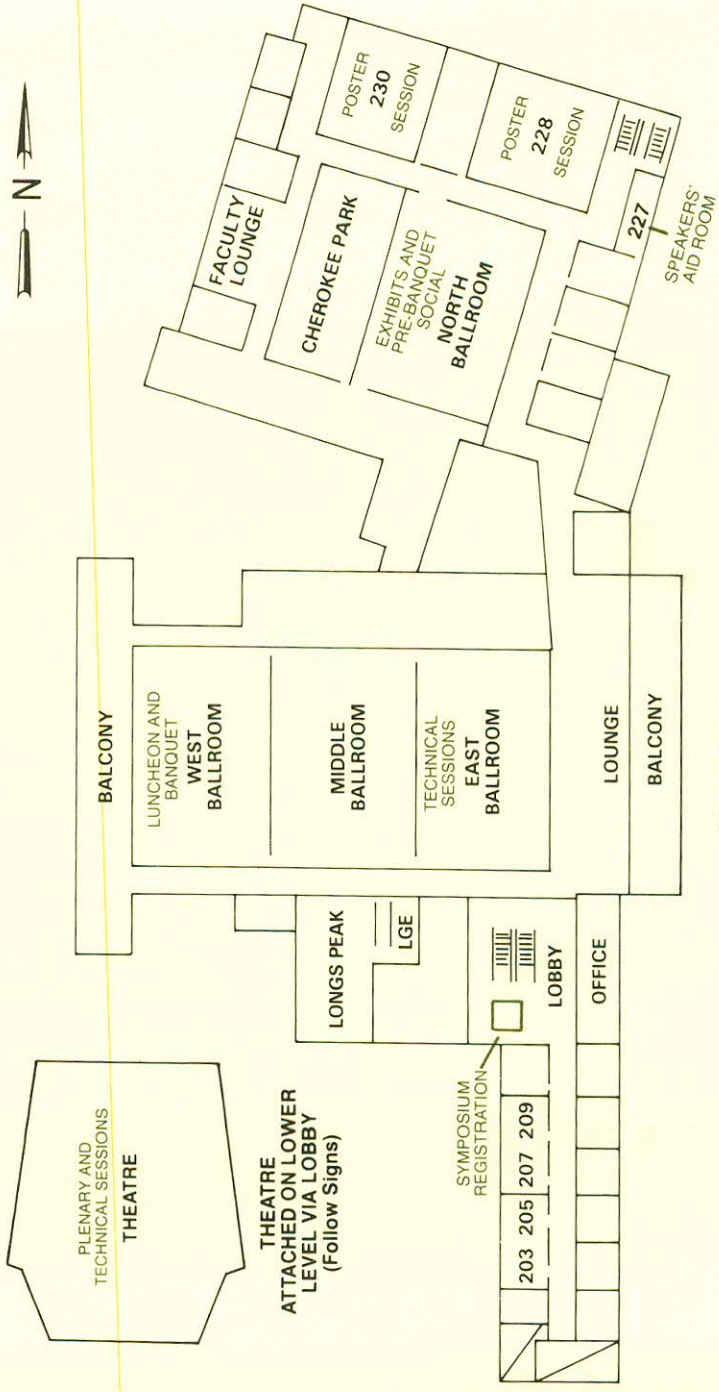 N
PLENARY AND
TECHNICAL SESSIONS
THEATRE
THEATRE
ATTACHED ON LOWER
LEVEL VIA LOBBY
(Follow Signs)
BALCONY
LUNCHEON AND
BANQUET
WEST
BALLROOM
MIDDLE
BALLROOM
TECHNICAL
SESSIONS
EAST
BALLROOM
LONGS PEAK
LGE
SYMPOSIUM
REGISTRATION
LOBBY
OFFICE
203 205 207 209
LOUNGE
BALCONY
FACULTY
LOUNGE
CHEROKEE PARK
EXHIBITS AND
PRE-BANQUET
SOCIAL
NORTH
BALLROOM
POSTER
230
SESSION
POSTER
228
SESSION
227
SPEAKERS'
AID ROOM